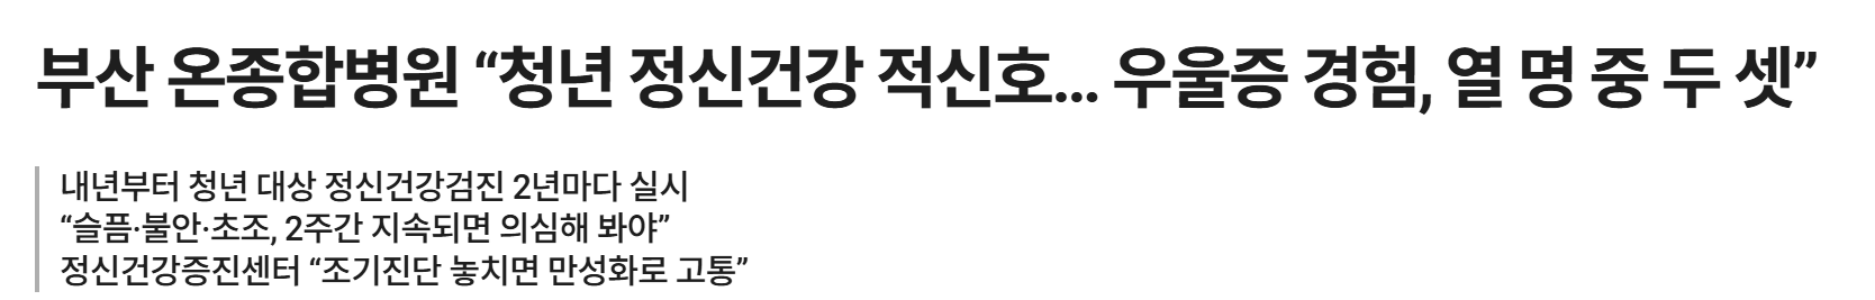 부산 온종합병원 “청년 정신건강 적신호... 우울증 경험, 열 명 중 두 셋”
내년부터 청년 대상 정신건강검진 2년마다 실시
“슬픔·불안·초조, 2주간 지속되면 의심해 봐야”
정신건강증진센터 “조기진단 놓치면 만성화로 고통”